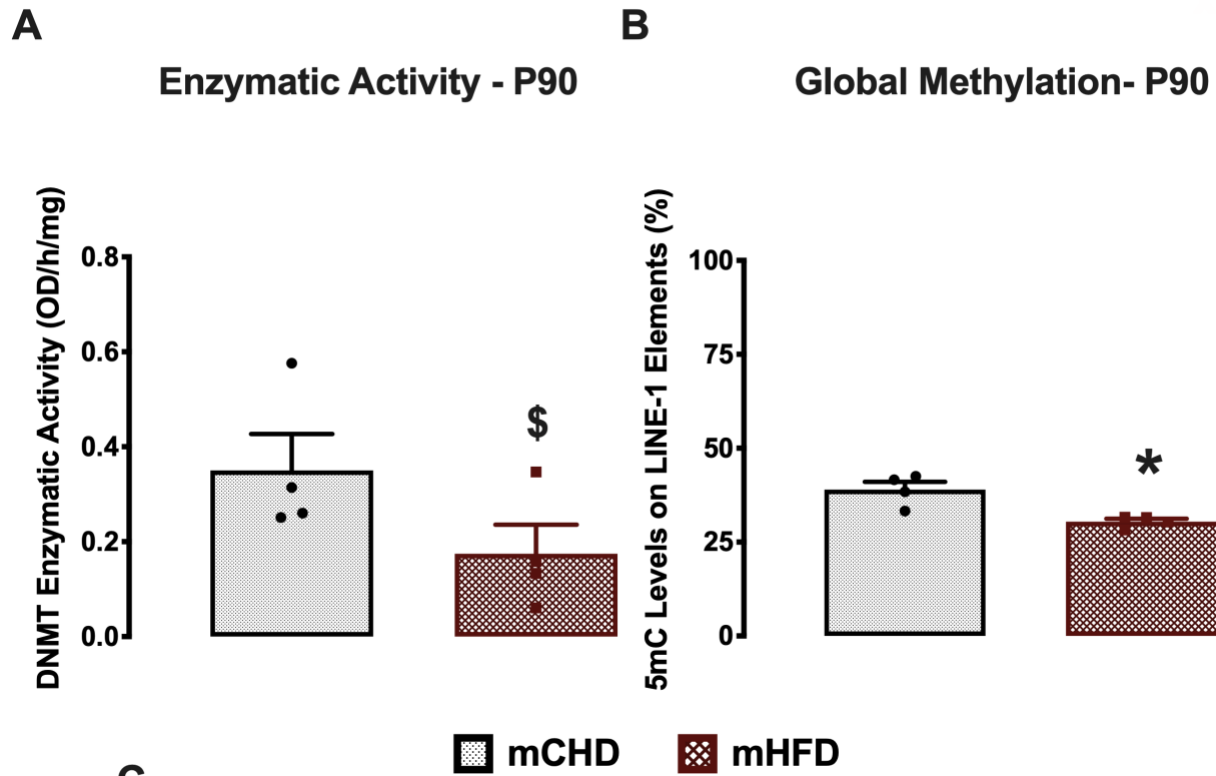 A
B
Enzymatic Activity - P90
Global Methylation- P90
DNMT Enzymatic Activity (OD/h/mg)
0.8
0.6
0.4
0.2
0.0
$
5mC Levels on LINE-1 Elements (%)
100
75
50
25
0
*
mCHD
mHFD